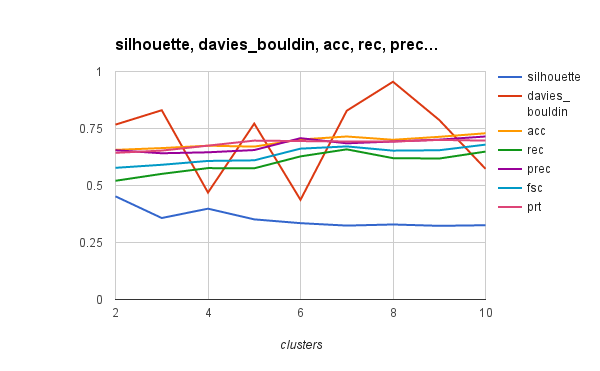 silhouette, davies_bouldin, acc, rec, prec...
1
0.75
0.5
0.25
0
2
4
6
8
10
clusters
silhouette
davies_
bouldin
acc
rec
prec
fsc
prt